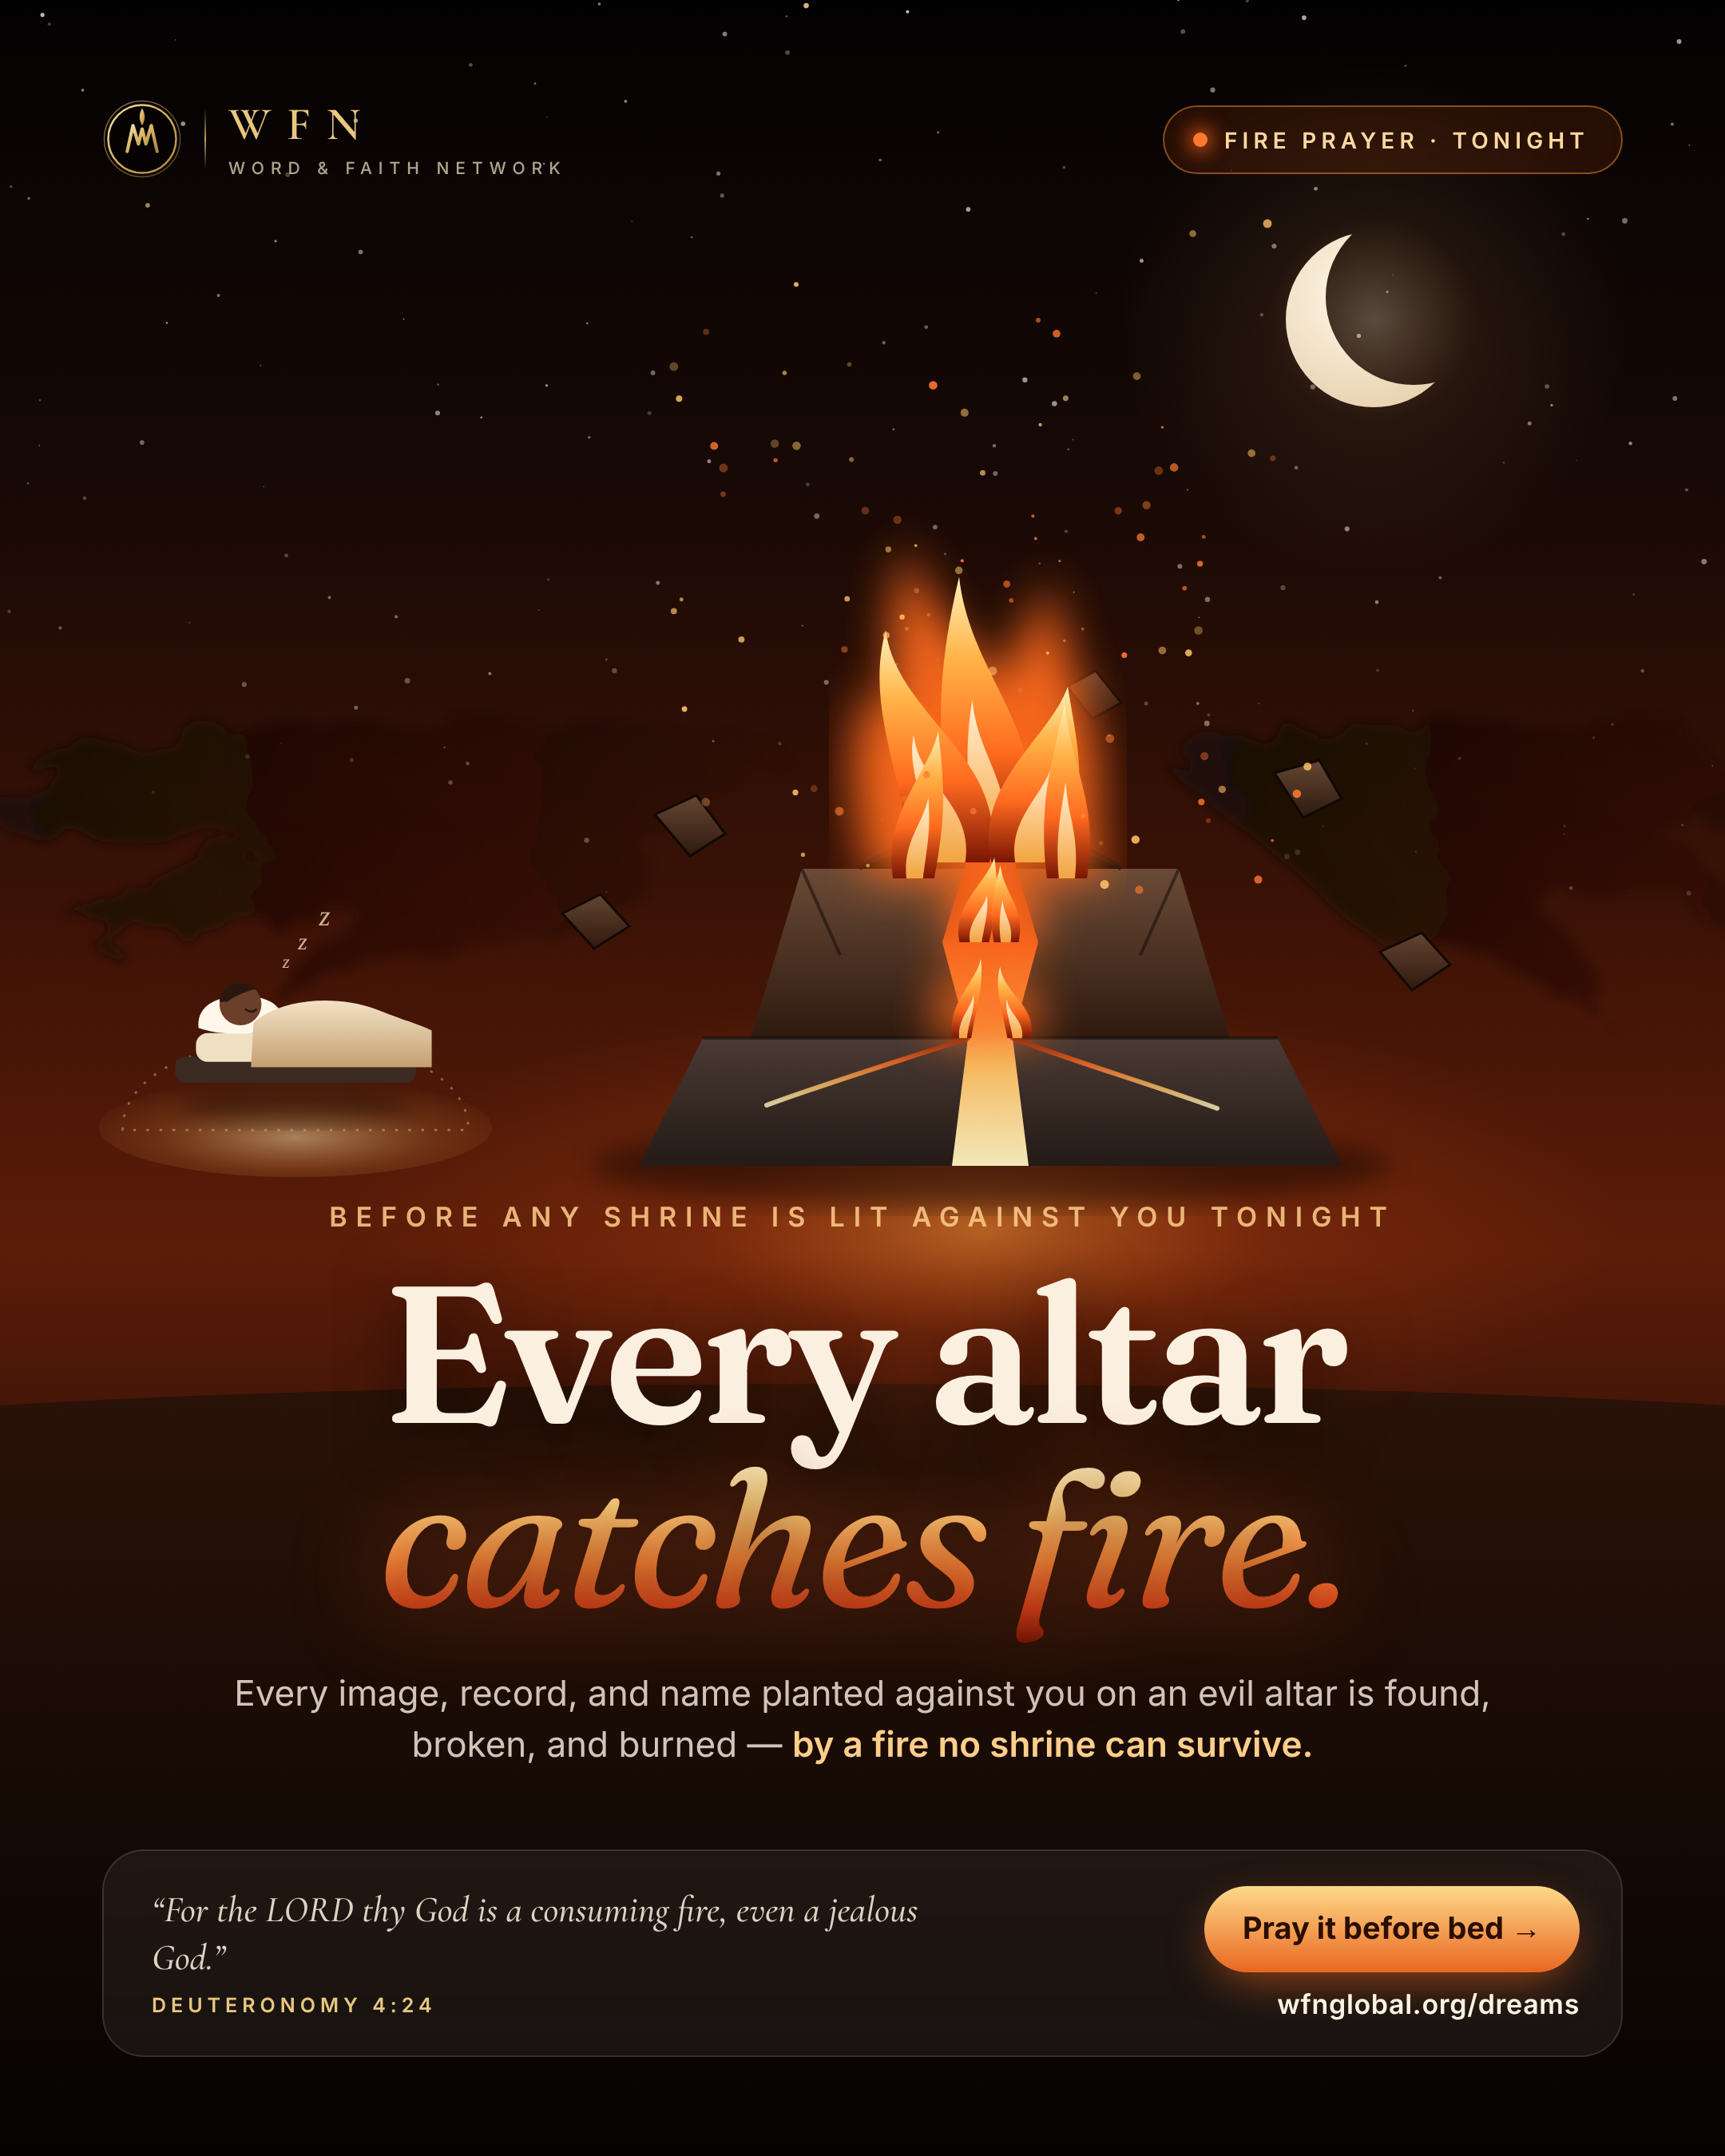 WFN
WORD & FAITH NETWORK
FIRE PRAYER · TONIGHT
z
z
z
BEFORE ANY SHRINE IS LIT AGAINST YOU TONIGHT
Every altar
catches fire.
Every image, record, and name planted against you on an evil altar is found,
broken, and burned — by a fire no shrine can survive.
“For the LORD thy God is a consuming fire, even a jealous
God.”
DEUTERONOMY 4:24
Pray it before bed →
wfnglobal.org/dreams